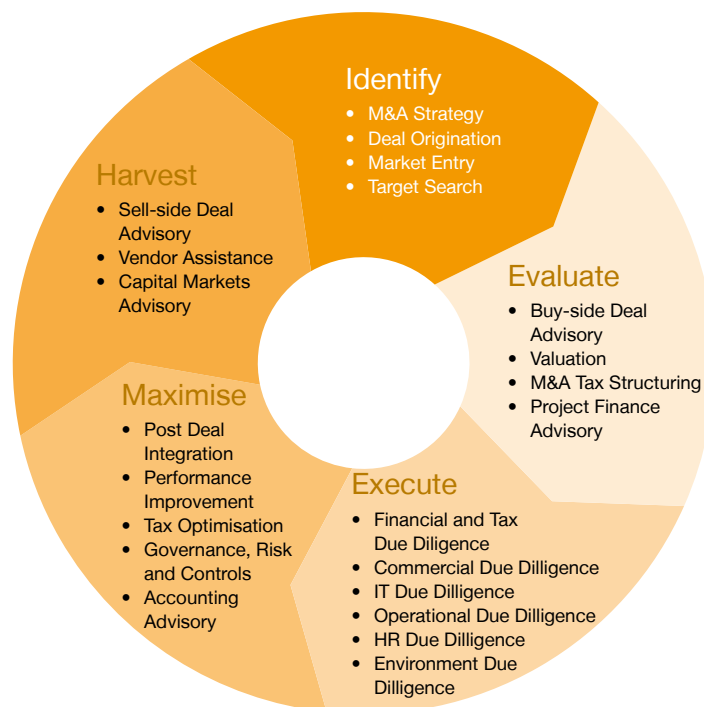 Identify
• M&A Strategy
• Deal Origination
• Market Entry
• Target Search
Evaluate
• Buy-side Deal
Advisory
• Valuation
• M&A Tax Structuring
• Project Finance
Advisory
Execute
• Financial and Tax
Due Diligence
• Commercial Due Dilligence
• IT Due Dilligence
• Operational Due Dilligence
• HR Due Dilligence
• Environment Due
Dilligence
Maximise
• Post Deal
Integration
• Performance
Improvement
• Tax Optimisation
• Governance, Risk
and Controls
• Accounting
Advisory
Harvest
• Sell-side Deal
Advisory
• Vendor Assistance
• Capital Markets
Advisory